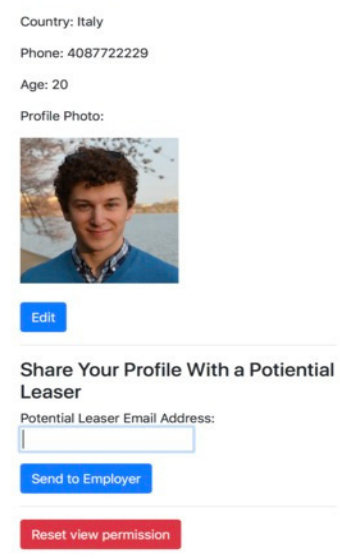 Country: Italy
Phone: 4087722229
Age: 20
Profile Photo:
Edit
Share Your Profile With a Potiential
Leaser
Potential Leaser Email Address:
Send to Employer
Reset view permission